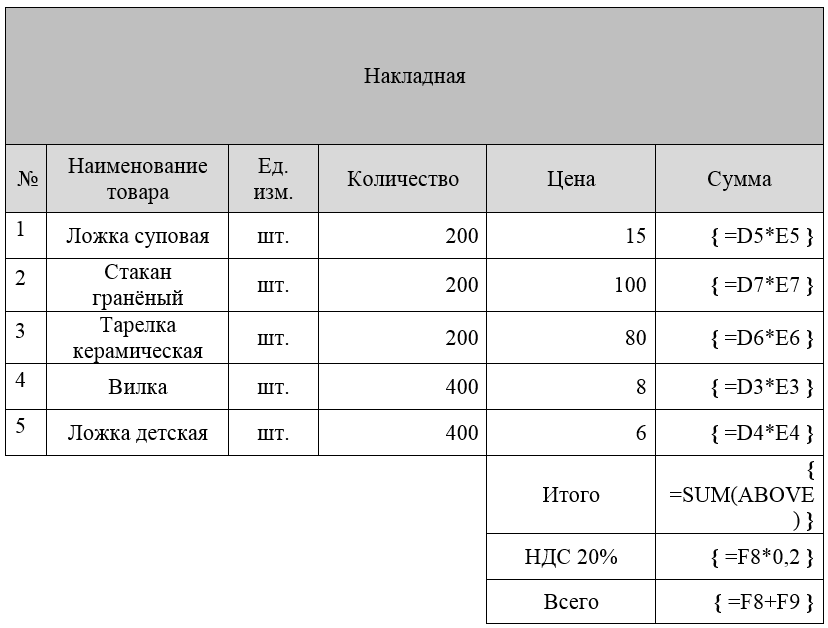 Накладная
№ Наименование товара Ед. изм. Количество Цена Сумма
1 Ложка суповая шт. 200 15 { =D5*E5 }
2 Стакан гранёный шт. 200 100 { =D7*E7 }
3 Тарелка керамическая шт. 200 80 { =D6*E6 }
4 Вилка шт. 400 8 { =D3*E3 }
5 Ложка детская шт. 400 6 { =D4*E4 }
Итого { =SUM(ABOVE) }
НДС 20% { =F8*0,2 }
Всего { =F8+F9 }